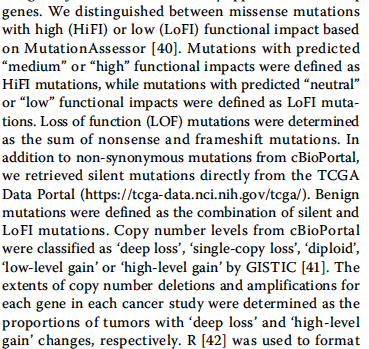 genes. We distinguished between missense mutations
with high (HiFI) or low (LoFI) functional impact based
on MutationAssessor [40]. Mutations with predicted
“medium” or “high” functional impacts were defined as
HiFI mutations, while mutations with predicted “neutral”
or “low” functional impacts were defined as LoFI muta-
tions. Loss of function (LOF) mutations were determined
as the sum of nonsense and frameshift mutations. In
addition to non-synonymous mutations from cBioPortal,
we retrieved silent mutations directly from the TCGA
Data Portal (https://tcga-data.nci.nih.gov/tcga/). Benign
mutations were defined as the combination of silent and
LoFI mutations. Copy number levels from cBioPortal
were classified as ‘deep loss’, ‘single-copy loss’, ‘diploid’,
‘low-level gain’ or ‘high-level gain’ by GISTIC [41]. The
extents of copy number deletions and amplifications for
each gene in each cancer study were determined as the
proportions of tumors with ‘deep loss’ and ‘high-level
gain’ changes, respectively. R [42] was used to format